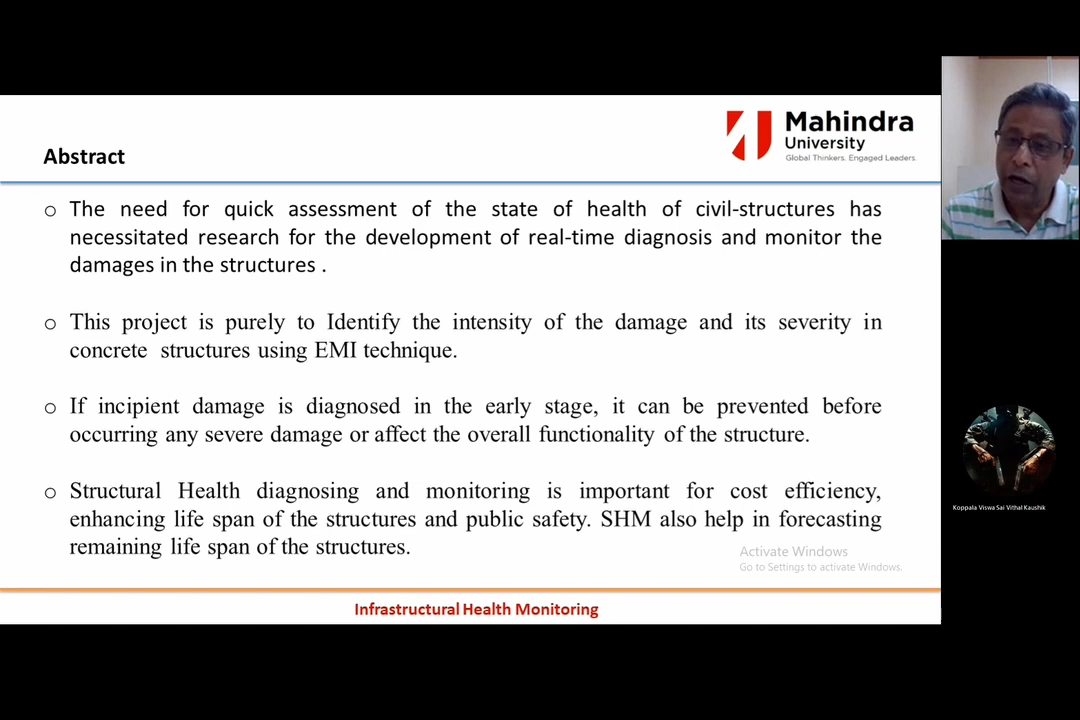 Mahindra
University
Global Thinkers. Engaged Leaders.
Abstract
o The need for quick assessment of the state of health of civil-structures has
necessitated research for the development of real-time diagnosis and monitor the
damages in the structures .
o This project is purely to Identify the intensity of the damage and its severity in
concrete structures using EMI technique.
o If incipient damage is diagnosed in the early stage, it can be prevented before
occurring any severe damage or affect the overall functionality of the structure.
o Structural Health diagnosing and monitoring is important for cost efficiency,
enhancing life span of the structures and public safety. SHM also help in forecasting
remaining life span of the structures.
Activate Windows
Go to Settings to activate Windows.
Infrastructural Health Monitoring
Koppala Viswa Sai Vithal Kaushik